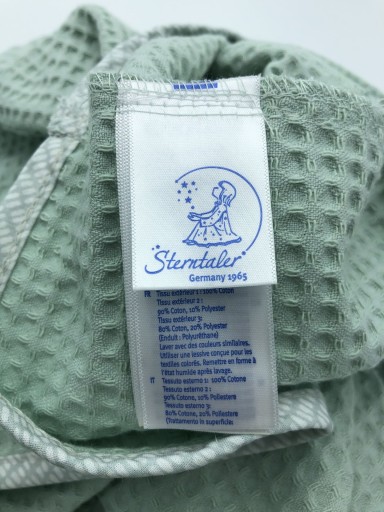 Sterntaler
Germany 1965
FR Tissu extérieur 1: 100% Coton
Tissu extérieur 2:
90% Coton, 10% Polyester
Tissu extérieur 3:
80% Coton, 20% Polyester
(Enduit: Polyuréthane)
Laver avec des couleurs similaires.
Utiliser une lessive conçue pour les
textiles colorés. Remettre en forme à
l'état humide après lavage.
IT Tessuto esterno 1: 100% Cotone
Tessuto esterno 2:
90% Cotone, 10% Poliestere
Tessuto esterno 3:
80% Cotone, 20% Poliestere
(Trattamento in superficie: